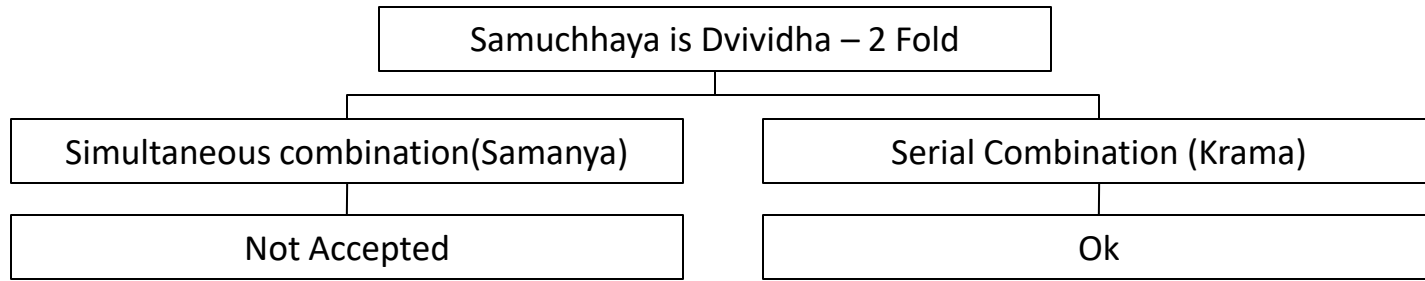 Samuchhaya is Dvividha – 2 Fold
Simultaneous combination(Samanya)
Serial Combination (Krama)
Not Accepted
Ok